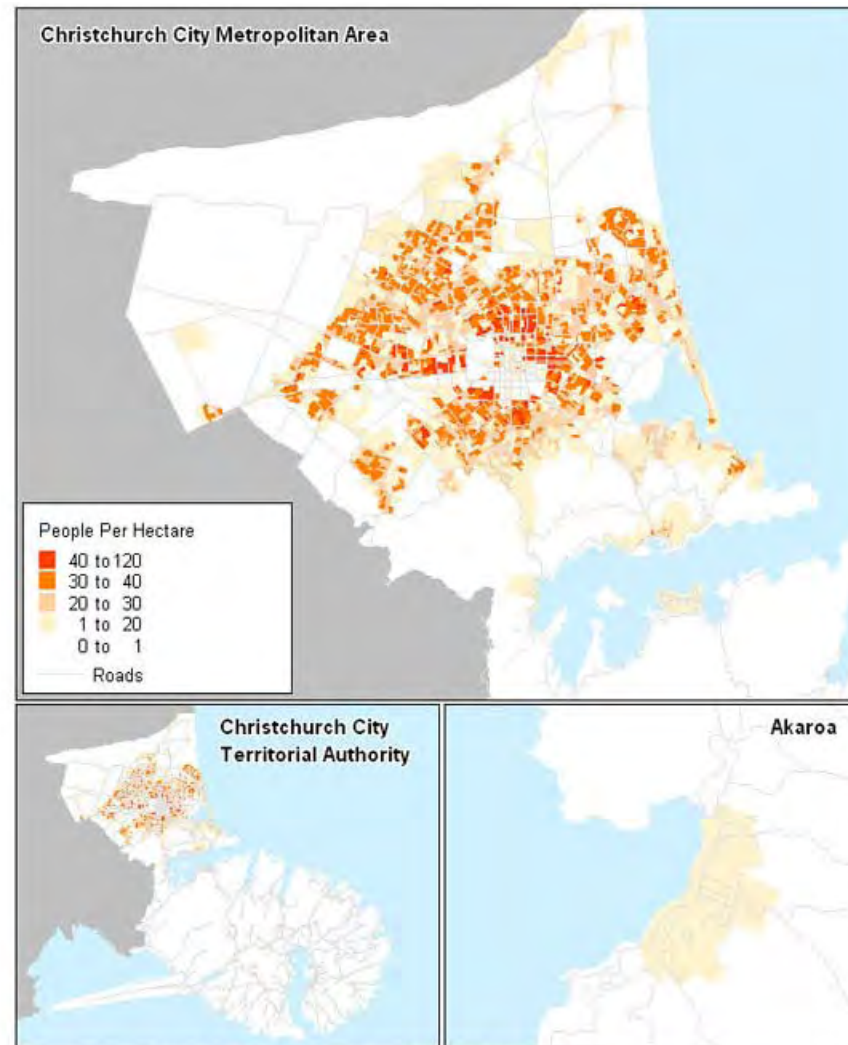 Christchurch City Metropolitan Area
People Per Hectare
40 to 120
30 to 40
20 to 30
1 to 20
0 to 1
Roads
Christchurch City
Territorial Authority
Akaroa